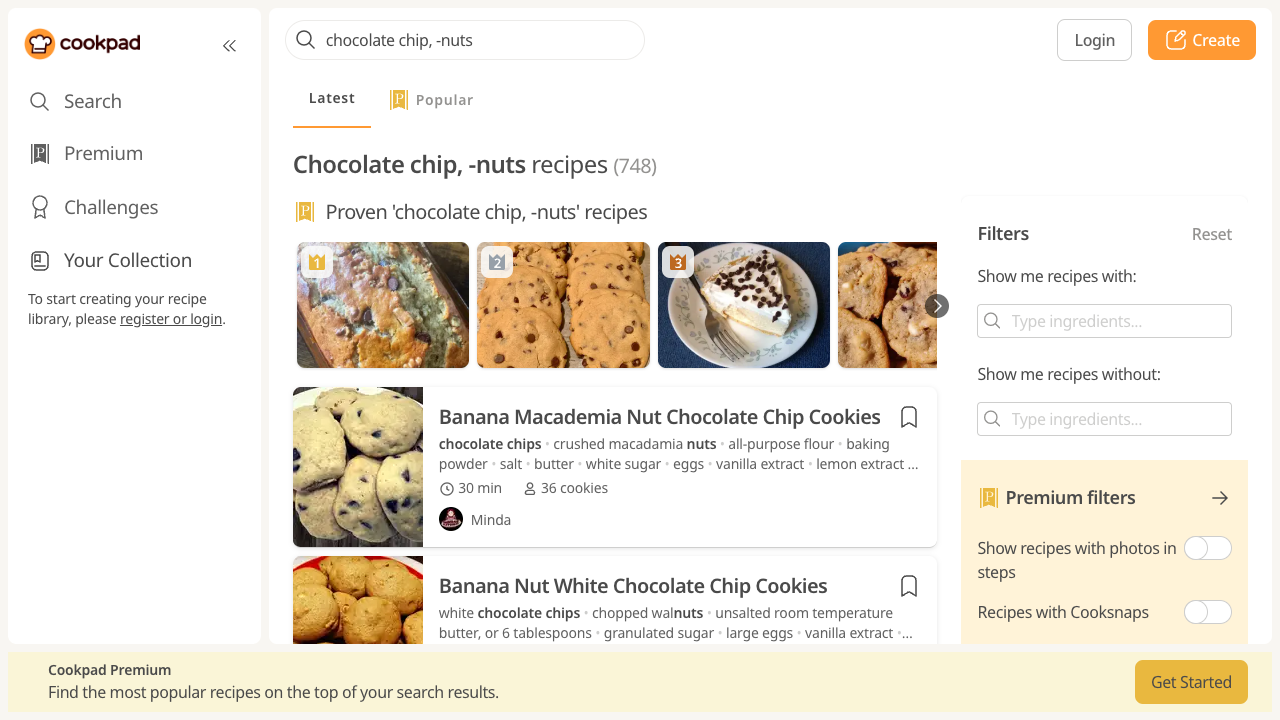 cookpad
chocolate chip, -nuts
Login
Create
Search
Premium
Challenges
Your Collection
To start creating your recipe
library, please register or login.
Latest
Popular
Chocolate chip, -nuts recipes (748)
Proven 'chocolate chip, -nuts' recipes
1
2
3
Banana Macademia Nut Chocolate Chip Cookies
chocolate chips • crushed macadamia nuts • all-purpose flour • baking
powder • salt • butter • white sugar • eggs • vanilla extract • lemon extract ...
30 min
36 cookies
Minda
Banana Nut White Chocolate Chip Cookies
white chocolate chips • chopped walnuts • unsalted room temperature
butter, or 6 tablespoons • granulated sugar • large eggs • vanilla extract •...
Filters
Reset
Show me recipes with:
Type ingredients...
Show me recipes without:
Type ingredients...
Premium filters
Show recipes with photos in
steps
Recipes with Cooksnaps
Cookpad Premium
Find the most popular recipes on the top of your search results.
Get Started